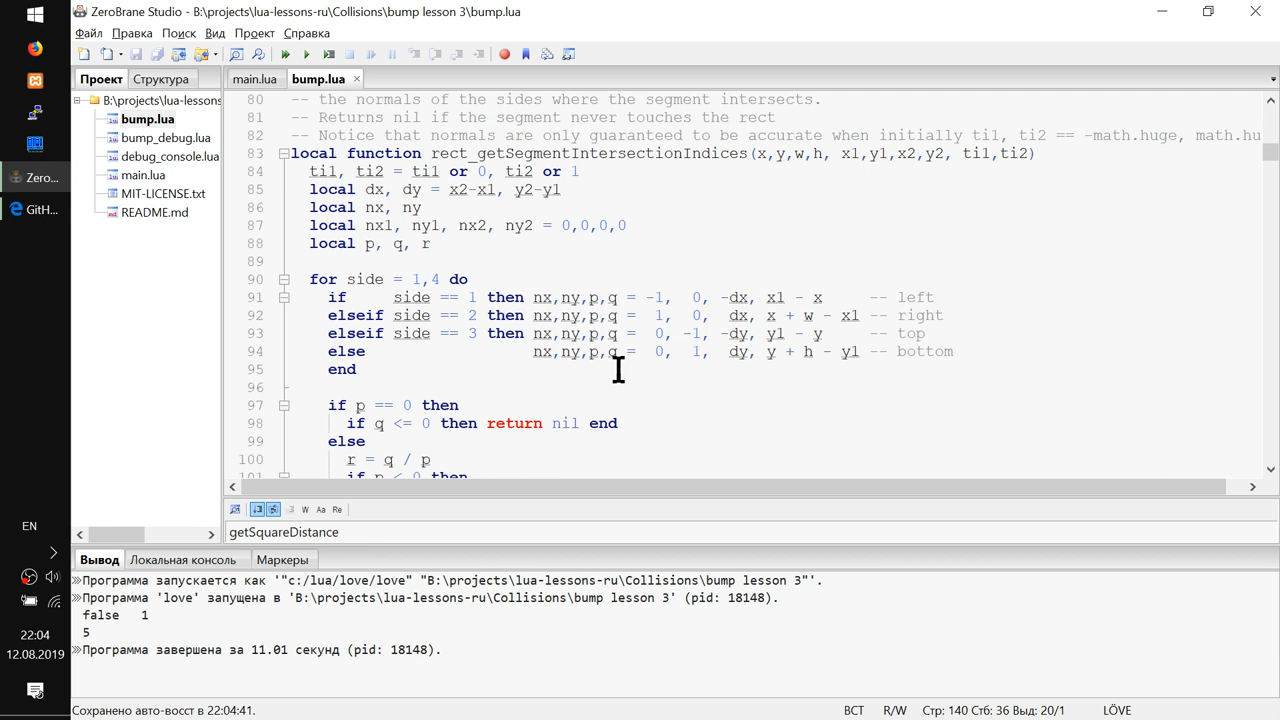 ZeroBrane Studio - B:\projects\lua-lessons-ru\Collisions\bump lesson 3\bump.lua
Файл Правка Поиск Вид Проект Справка
Проект Структура
main.lua bump.lua
B:\projects\lua-lessons
bump.lua
bump_debug.lua
debug_console.lua
main.lua
MIT-LICENSE.txt
README.md
Zero...
GitH...
80 -- the normals of the sides where the segment intersects.
81 -- Returns nil if the segment never touches the rect
82 -- Notice that normals are only guaranteed to be accurate when initially ti1, ti2 == -math.huge, math.hu
83 local function rect_getSegmentIntersectionIndices(x,y,w,h, x1,y1,x2,y2, ti1,ti2)
84 ti1, ti2 = ti1 or 0, ti2 or 1
85 local dx, dy = x2-x1, y2-y1
86 local nx, ny
87 local nx1, ny1, nx2, ny2 = 0,0,0,0
88 local p, q, r
89
90 for side = 1,4 do
91 if side == 1 then nx,ny,p,q = -1, 0, -dx, x1 - x -- left
92 elseif side == 2 then nx,ny,p,q = 1, 0, dx, x + w - x1 -- right
93 elseif side == 3 then nx,ny,p,q = 0, -1, -dy, y1 - y -- top
94 else nx,ny,p,q = 0, 1, dy, y + h - y1 -- bottom
95 end
96
97 if p == 0 then
98 if q <= 0 then return nil end
99 else
100 r = q / p
101 if p < 0 then
W Aa Re
getSquareDistance
Вывод Локальная консоль Маркеры
Программа запускается как '"c:/lua/love/love" "B:\projects\lua-lessons-ru\Collisions\bump lesson 3"'.
Программа 'love' запущена в 'B:\projects\lua-lessons-ru\Collisions\bump lesson 3' (pid: 18148).
false 1
5
Программа завершена за 11.01 секунд (pid: 18148).
EN
22:04
12.08.2019
Сохранено авто-восст в 22:04:41.
ВСТ R/W Стр: 140 Стб: 36 Выд: 20/1 LÖVE